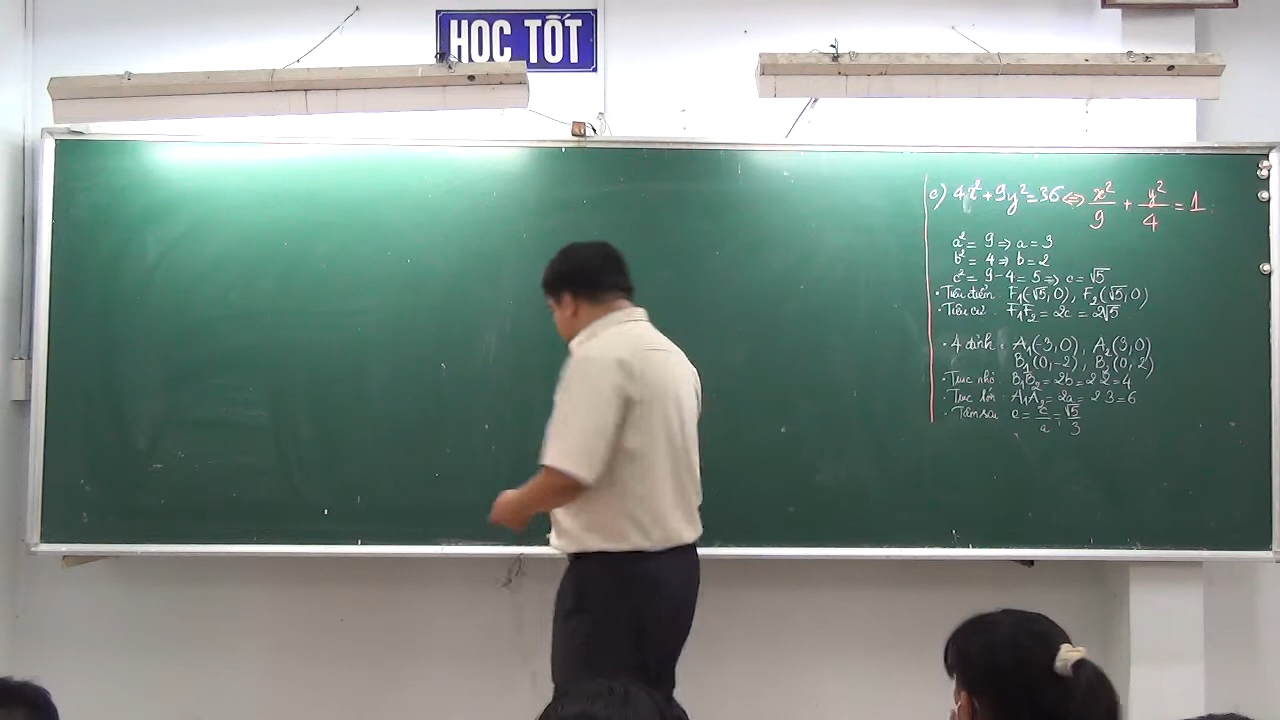 HỌC TỐT
c) 4x² + 9y² = 36 ⇔ x²/9 + y²/4 = 1
a² = 9 ⇒ a = 3
b² = 4 ⇒ b = 2
c² = 9 - 4 = 5 ⇒ c = √5
· Tiêu điểm: F₁(-√5, 0), F₂(√5, 0)
· Tiêu cự: F₁F₂ = 2c = 2√5
· 4 đỉnh: A₁(-3, 0), A₂(3, 0)
B₁(0, -2), B₂(0, 2)
· Trục nhỏ: B₁B₂ = 2b = 2.2 = 4
· Trục lớn: A₁A₂ = 2a = 2.3 = 6
· Tâm sai e = c/a = √5/3